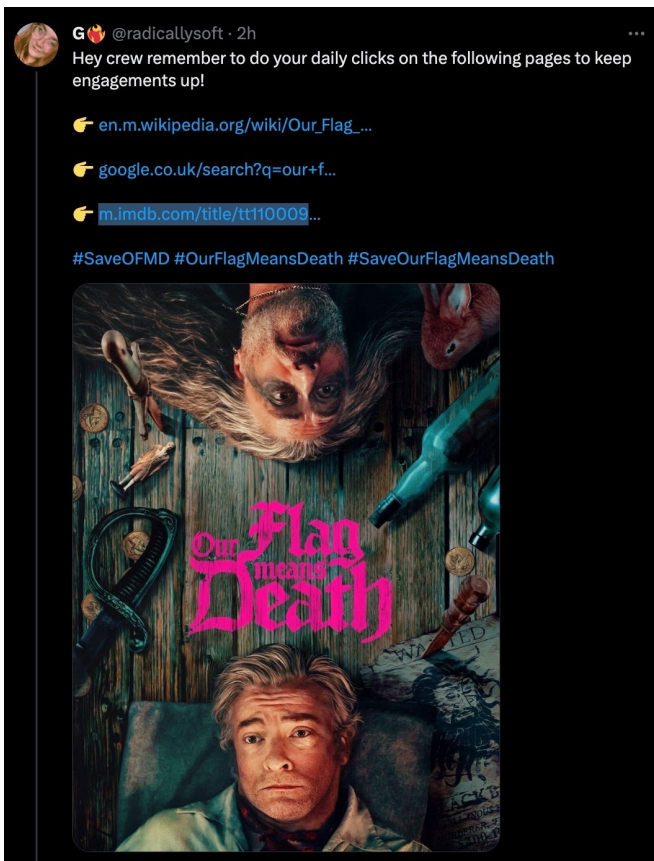 G @radicallysoft · 2h
Hey crew remember to do your daily clicks on the following pages to keep
engagements up!
👉 en.m.wikipedia.org/wiki/Our_Flag_...
👉 google.co.uk/search?q=our+f...
👉 m.imdb.com/title/tt110009...
#SaveOFMD #OurFlagMeansDeath #SaveOurFlagMeansDeath
Our Flag
means
Death
WANTED